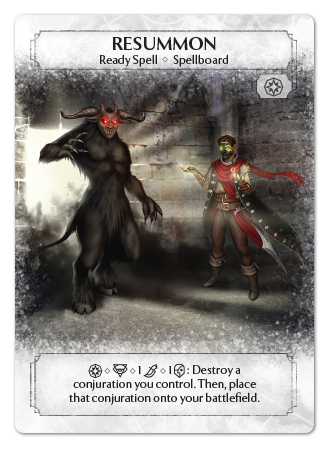 RESUMMON
Ready Spell ◇ Spellboard
◇ ◇ 1 ◇ 1 : Destroy a
conjuration you control. Then, place
that conjuration onto your battlefield.